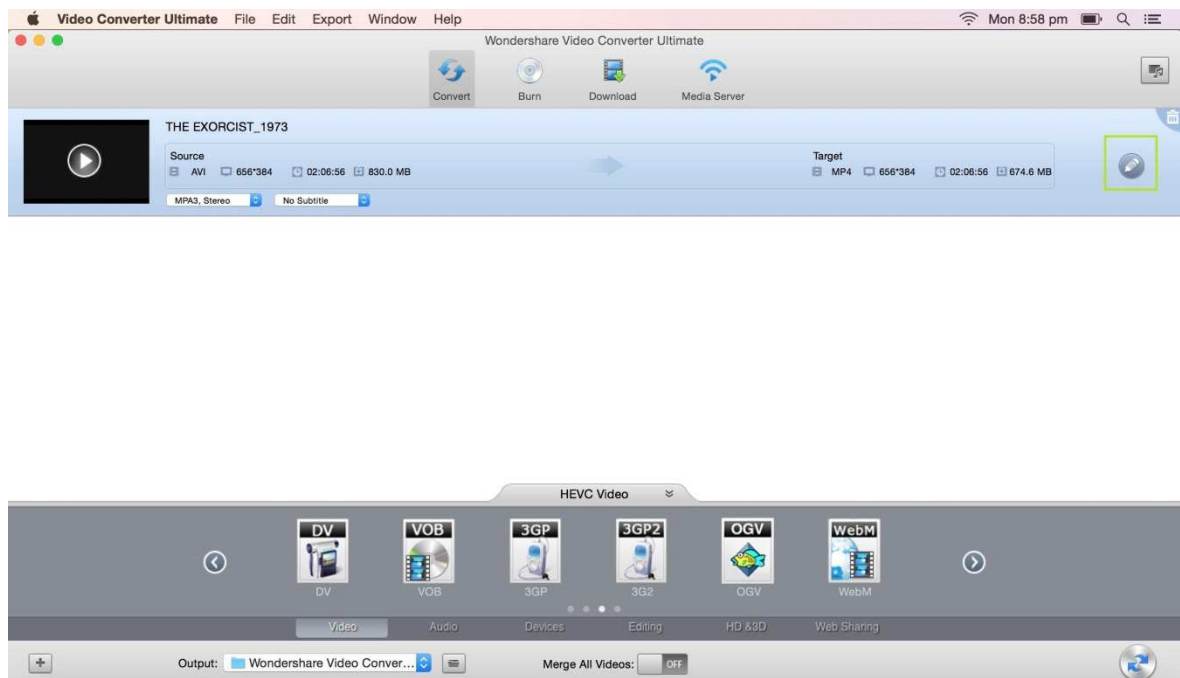 Video Converter Ultimate File Edit Export Window Help Mon 8:58 pm
Wondershare Video Converter Ultimate
Convert Burn Download Media Server
THE EXORCIST_1973
Source Target
AVI 656*384 02:06:56 830.0 MB MP4 656*384 02:06:56 674.6 MB
MPA3, Stereo No Subtitle
HEVC Video
DV VOB 3GP 3GP2 OGV WebM
DV VOB 3GP 3G2 OGV WebM
Video Audio Devices Editing HD &3D Web Sharing
Output: Wondershare Video Conver... Merge All Videos: OFF